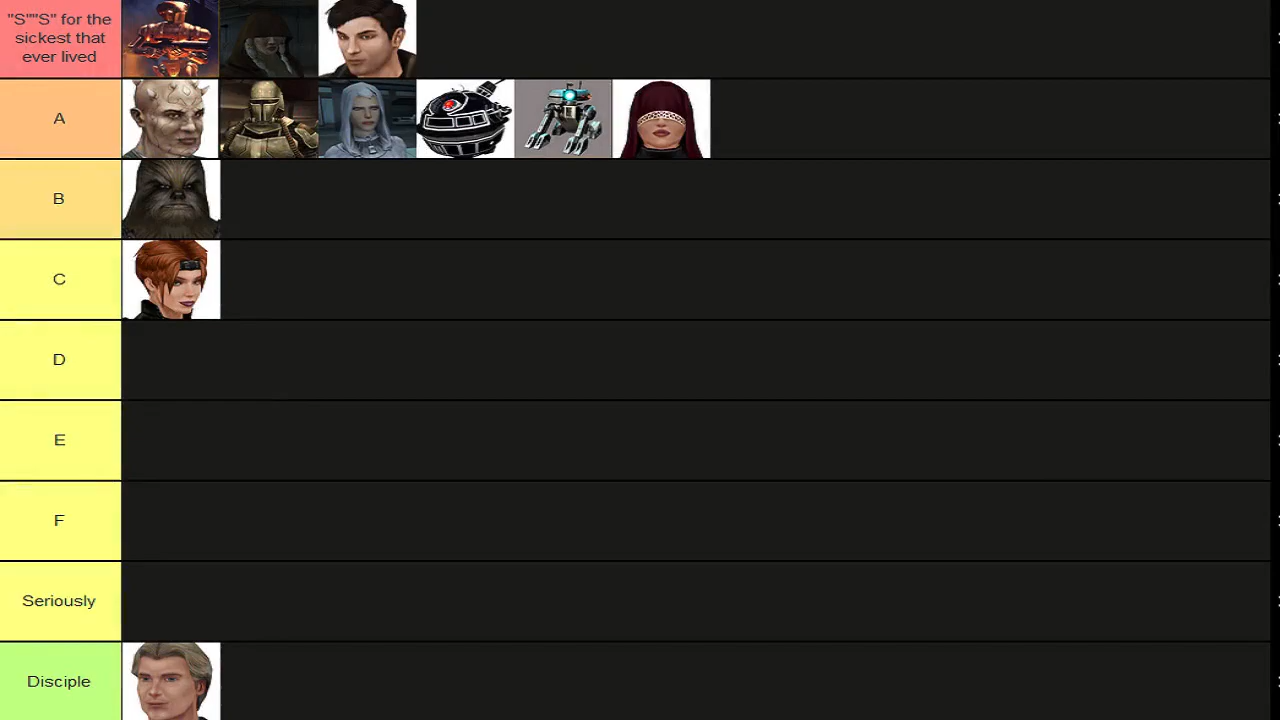 "S""S" for the
sickest that
ever lived
A
B
C
D
E
F
Seriously
Disciple